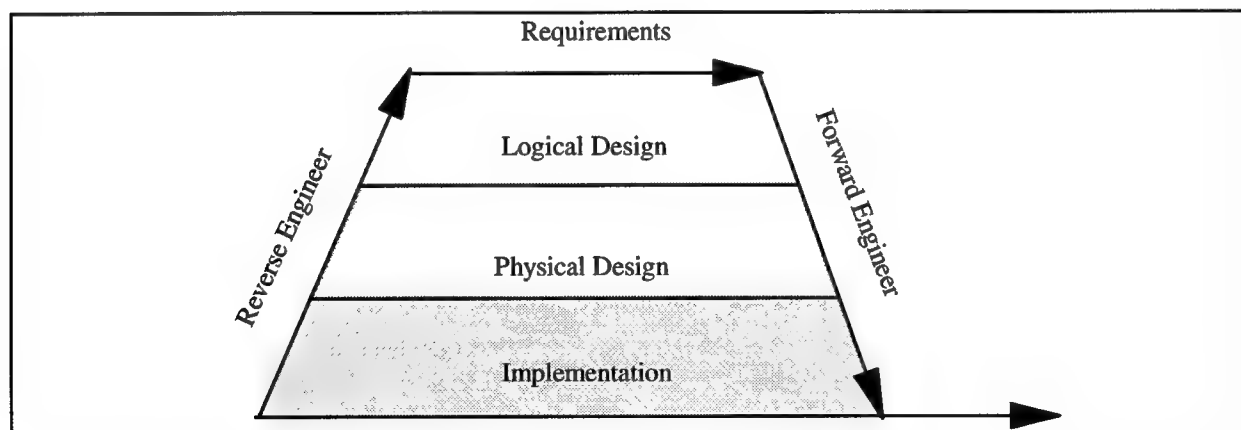 Requirements
Logical Design
Reverse Engineer
Forward Engineer
Physical Design
Implementation